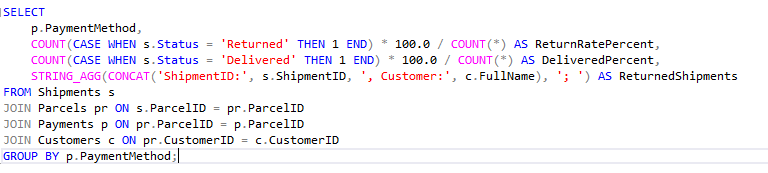 SELECT
    p.PaymentMethod,
    COUNT(CASE WHEN s.Status = 'Returned' THEN 1 END) * 100.0 / COUNT(*) AS ReturnRatePercent,
    COUNT(CASE WHEN s.Status = 'Delivered' THEN 1 END) * 100.0 / COUNT(*) AS DeliveredPercent,
    STRING_AGG(CONCAT('ShipmentID:', s.ShipmentID, ', Customer:', c.FullName), '; ') AS ReturnedShipments
FROM Shipments s
JOIN Parcels pr ON s.ParcelID = pr.ParcelID
JOIN Payments p ON pr.ParcelID = p.ParcelID
JOIN Customers c ON pr.CustomerID = c.CustomerID
GROUP BY p.PaymentMethod;